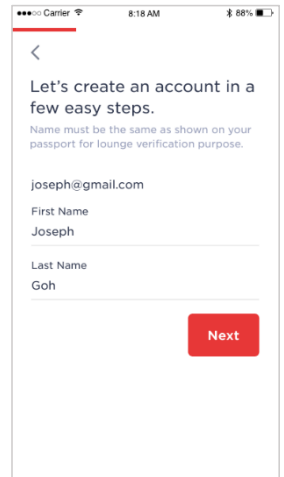 Carrier 8:18 AM 88%
Let's create an account in a
few easy steps.
Name must be the same as shown on your
passport for lounge verification purpose.
joseph@gmail.com
First Name
Joseph
Last Name
Goh
Next